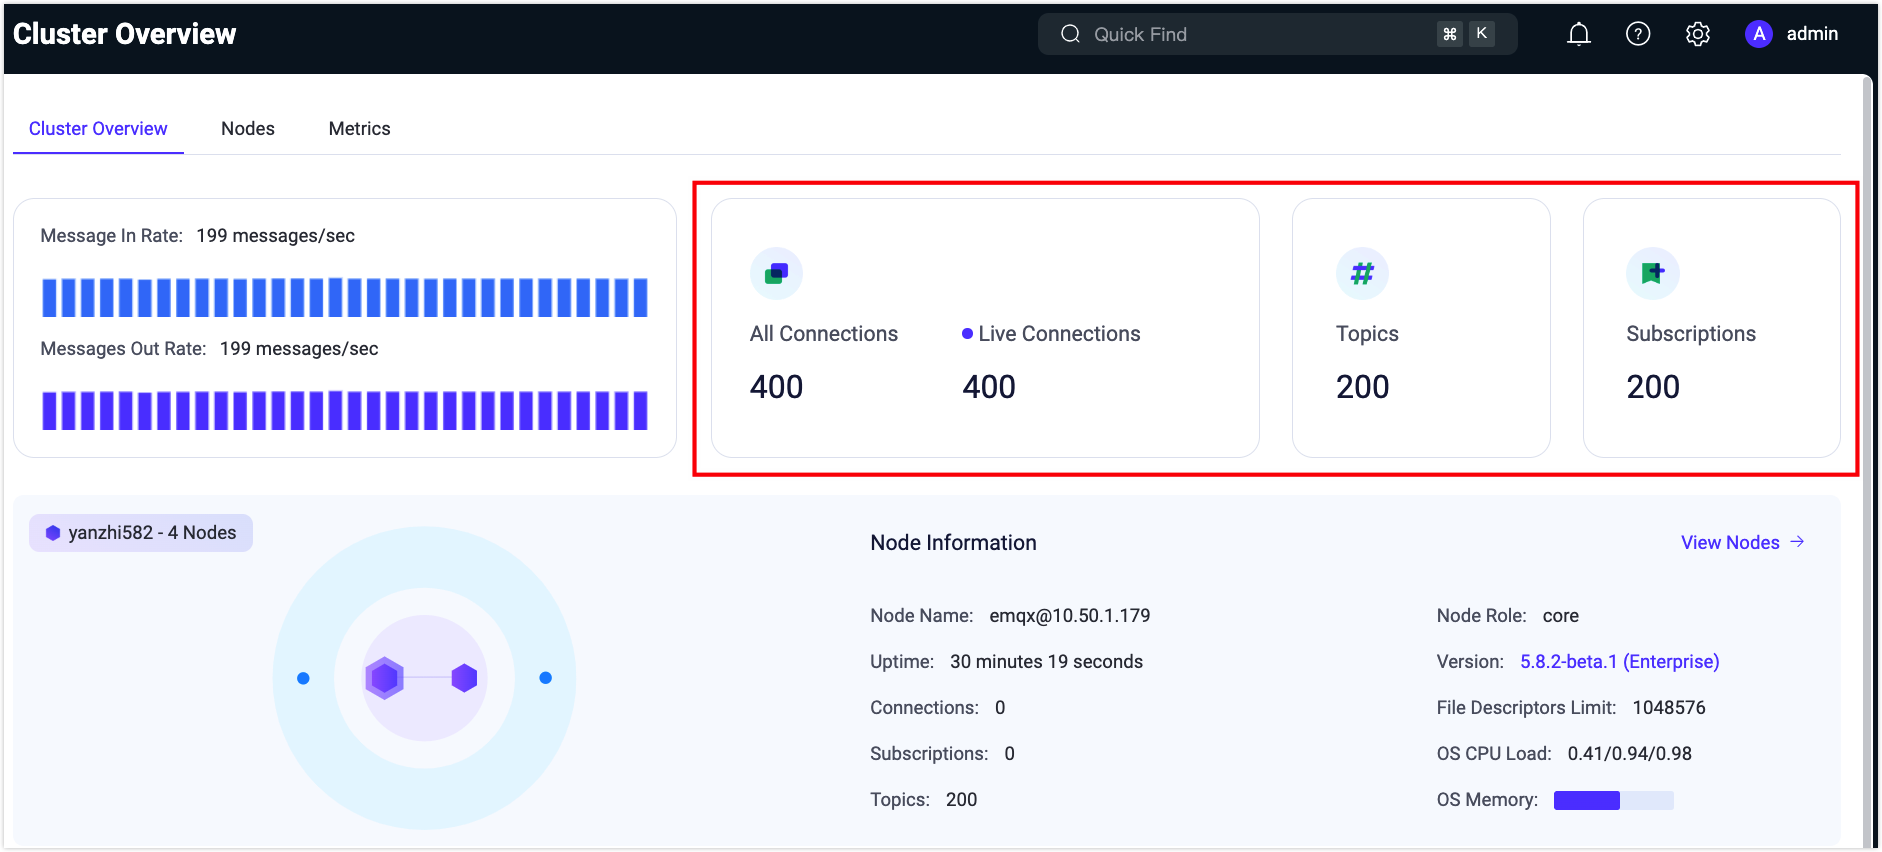 Cluster Overview
Quick Find
⌘ K
A admin
Cluster Overview Nodes Metrics
Message In Rate: 199 messages/sec
Messages Out Rate: 199 messages/sec
All Connections
400
Live Connections
400
Topics
200
Subscriptions
200
yanzhi582 - 4 Nodes
Node Information
View Nodes →
Node Name: emqx@10.50.1.179
Node Role: core
Uptime: 30 minutes 19 seconds
Version: 5.8.2-beta.1 (Enterprise)
Connections: 0
File Descriptors Limit: 1048576
Subscriptions: 0
OS CPU Load: 0.41/0.94/0.98
Topics: 200
OS Memory: